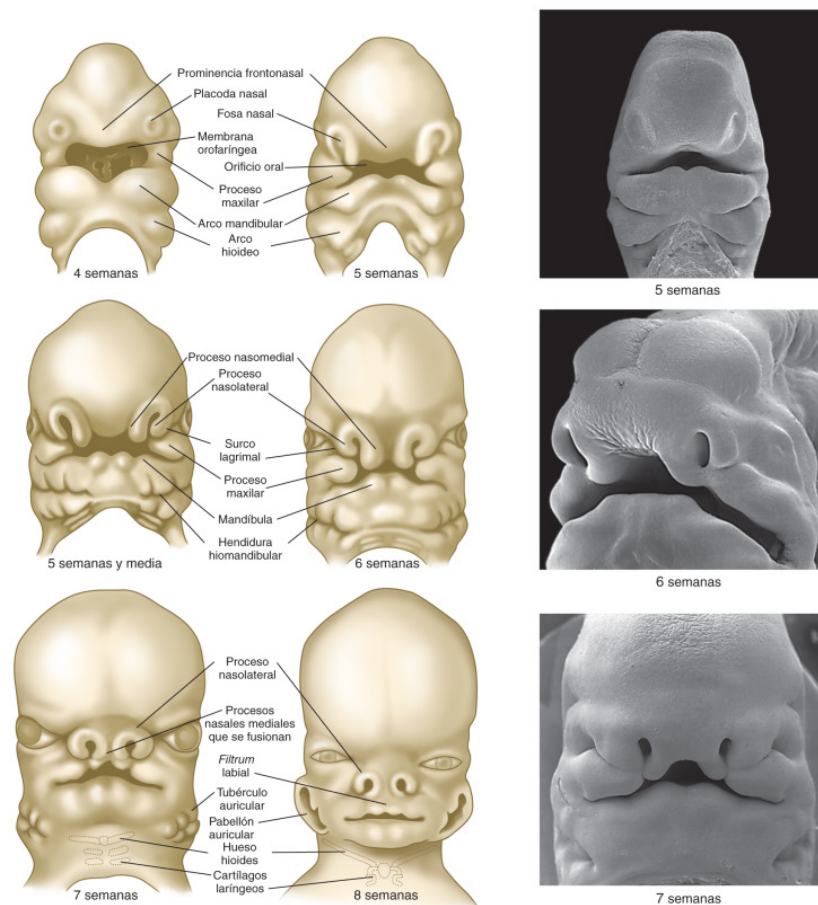 Prominencia frontonasal
Placoda nasal
Fosa nasal
Membrana
orofaríngea
Orificio oral
Proceso
maxilar
Arco mandibular
Arco
hioideo
4 semanas
5 semanas
5 semanas
Proceso nasomedial
Proceso
nasolateral
Surco
lagrimal
Proceso
maxilar
Mandíbula
Hendidura
hiomandibular
5 semanas y media
6 semanas
6 semanas
Proceso
nasolateral
Procesos
nasales mediales
que se fusionan
Filtrum
labial
Tubérculo
auricular
Pabellón
auricular
Hueso
hioides
Cartílagos
laríngeos
7 semanas
8 semanas
7 semanas